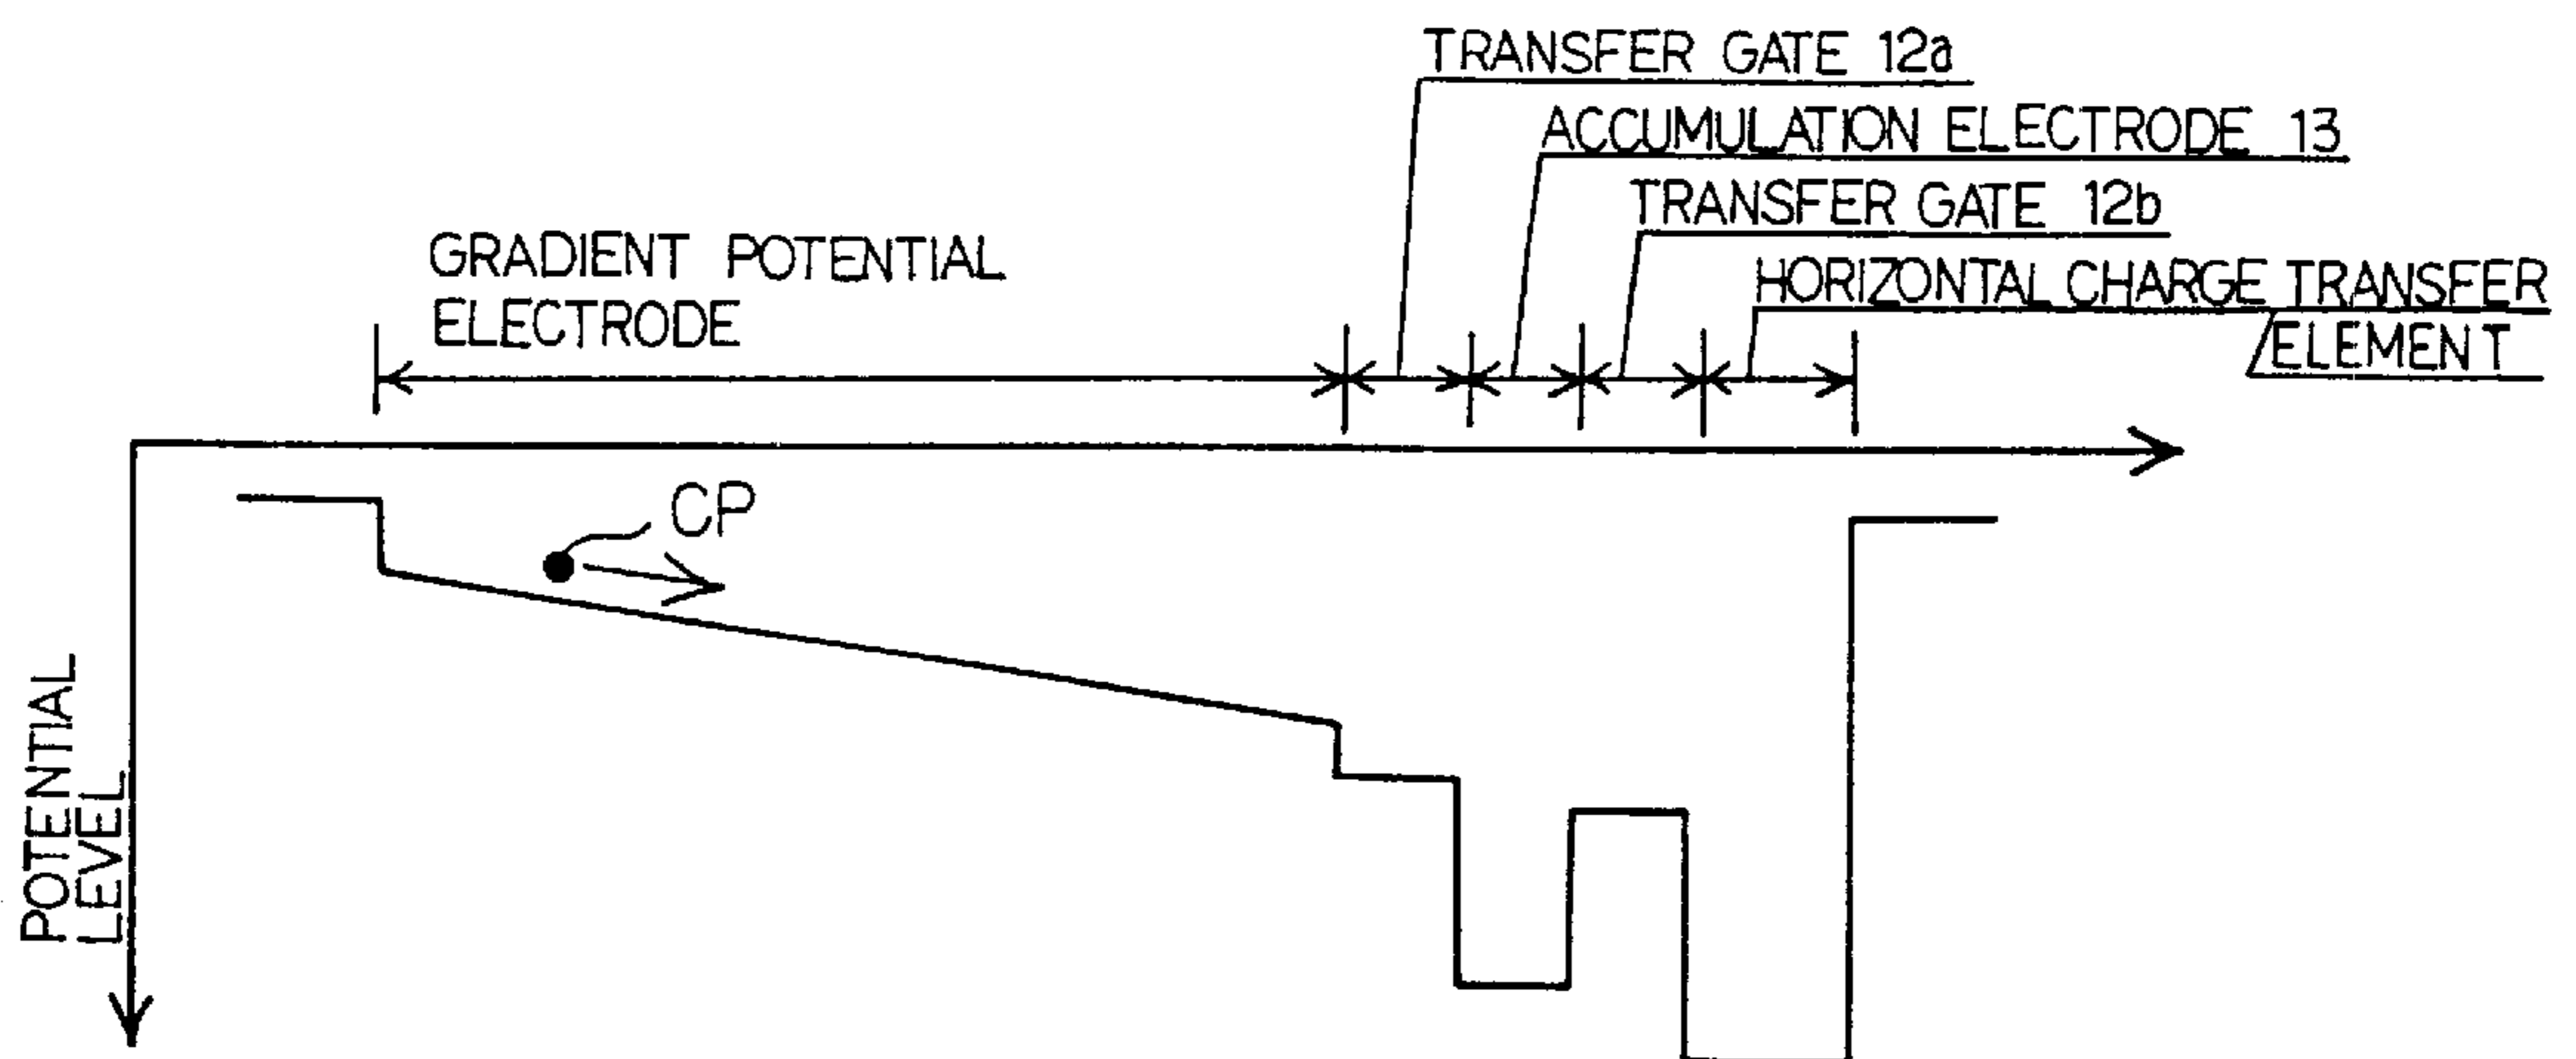 TRANSFER GATE 12a
ACCUMULATION ELECTRODE 13
TRANSFER GATE 12b
HORIZONTAL CHARGE TRANSFER
ELEMENT
GRADIENT POTENTIAL
ELECTRODE
CP
POTENTIAL
LEVEL